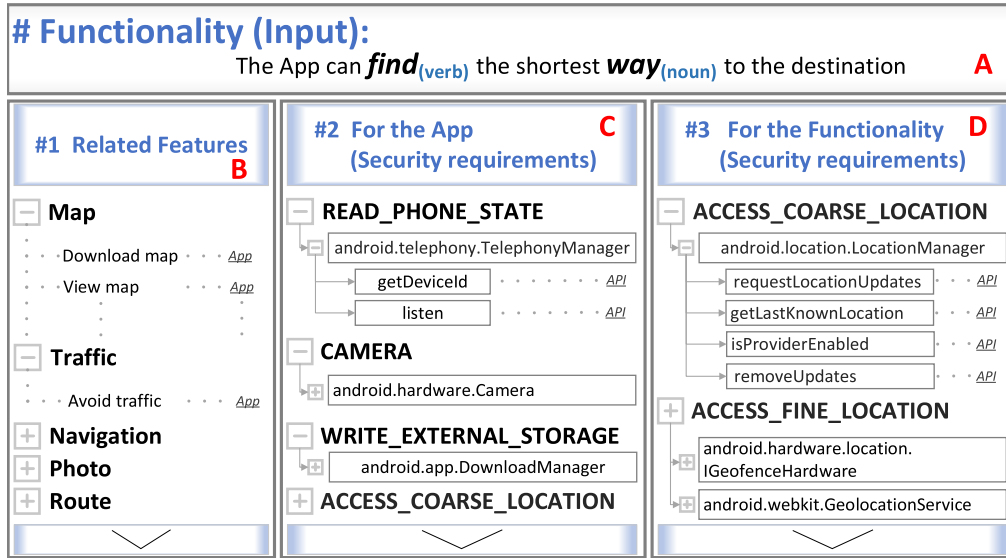 # Functionality (Input):
The App can find(verb) the shortest way(noun) to the destination
A
#1 Related Features
B
Map
Download map App
View map App
Traffic
Avoid traffic App
Navigation
Photo
Route
#2 For the App
(Security requirements)
C
READ_PHONE_STATE
android.telephony.TelephonyManager
getDeviceId API
listen API
CAMERA
android.hardware.Camera
WRITE_EXTERNAL_STORAGE
android.app.DownloadManager
ACCESS_COARSE_LOCATION
#3 For the Functionality
(Security requirements)
D
ACCESS_COARSE_LOCATION
android.location.LocationManager
requestLocationUpdates API
getLastKnownLocation API
isProviderEnabled API
removeUpdates API
ACCESS_FINE_LOCATION
android.hardware.location.
IGeofenceHardware
android.webkit.GeolocationService